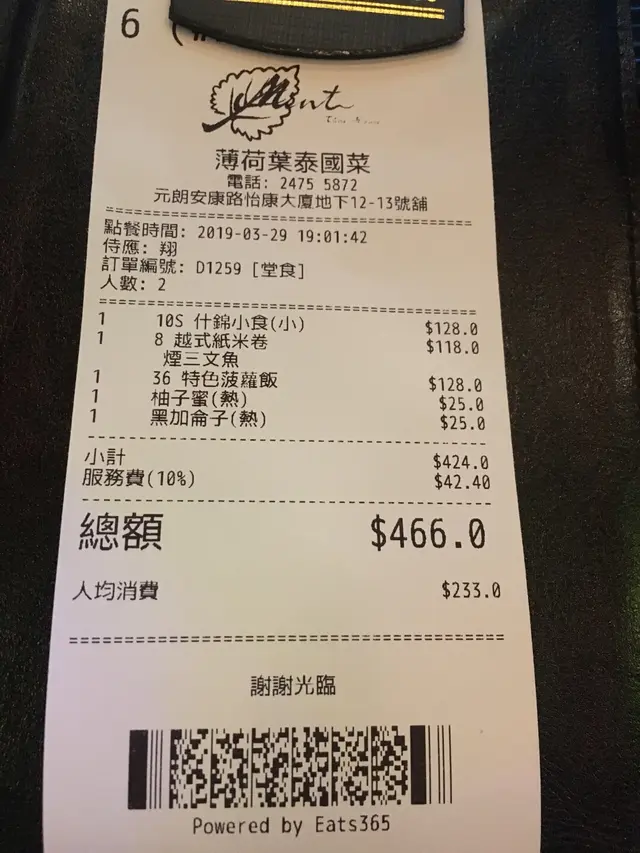 6
Mint
薄荷葉泰國菜
電話: 2475 5872
元朗安康路怡康大廈地下12-13號舖
點餐時間: 2019-03-29 19:01:42
侍應: 翔
訂單編號: D1259 [堂食]
人數: 2
1 10S 什錦小食(小) $128.0
1 8 越式紙米卷 $118.0
煙三文魚
1 36 特色菠蘿飯 $128.0
1 柚子蜜(熱) $25.0
1 黑加侖子(熱) $25.0
小計 $424.0
服務費(10%) $42.40
總額 $466.0
人均消費 $233.0
謝謝光臨
Powered by Eats365